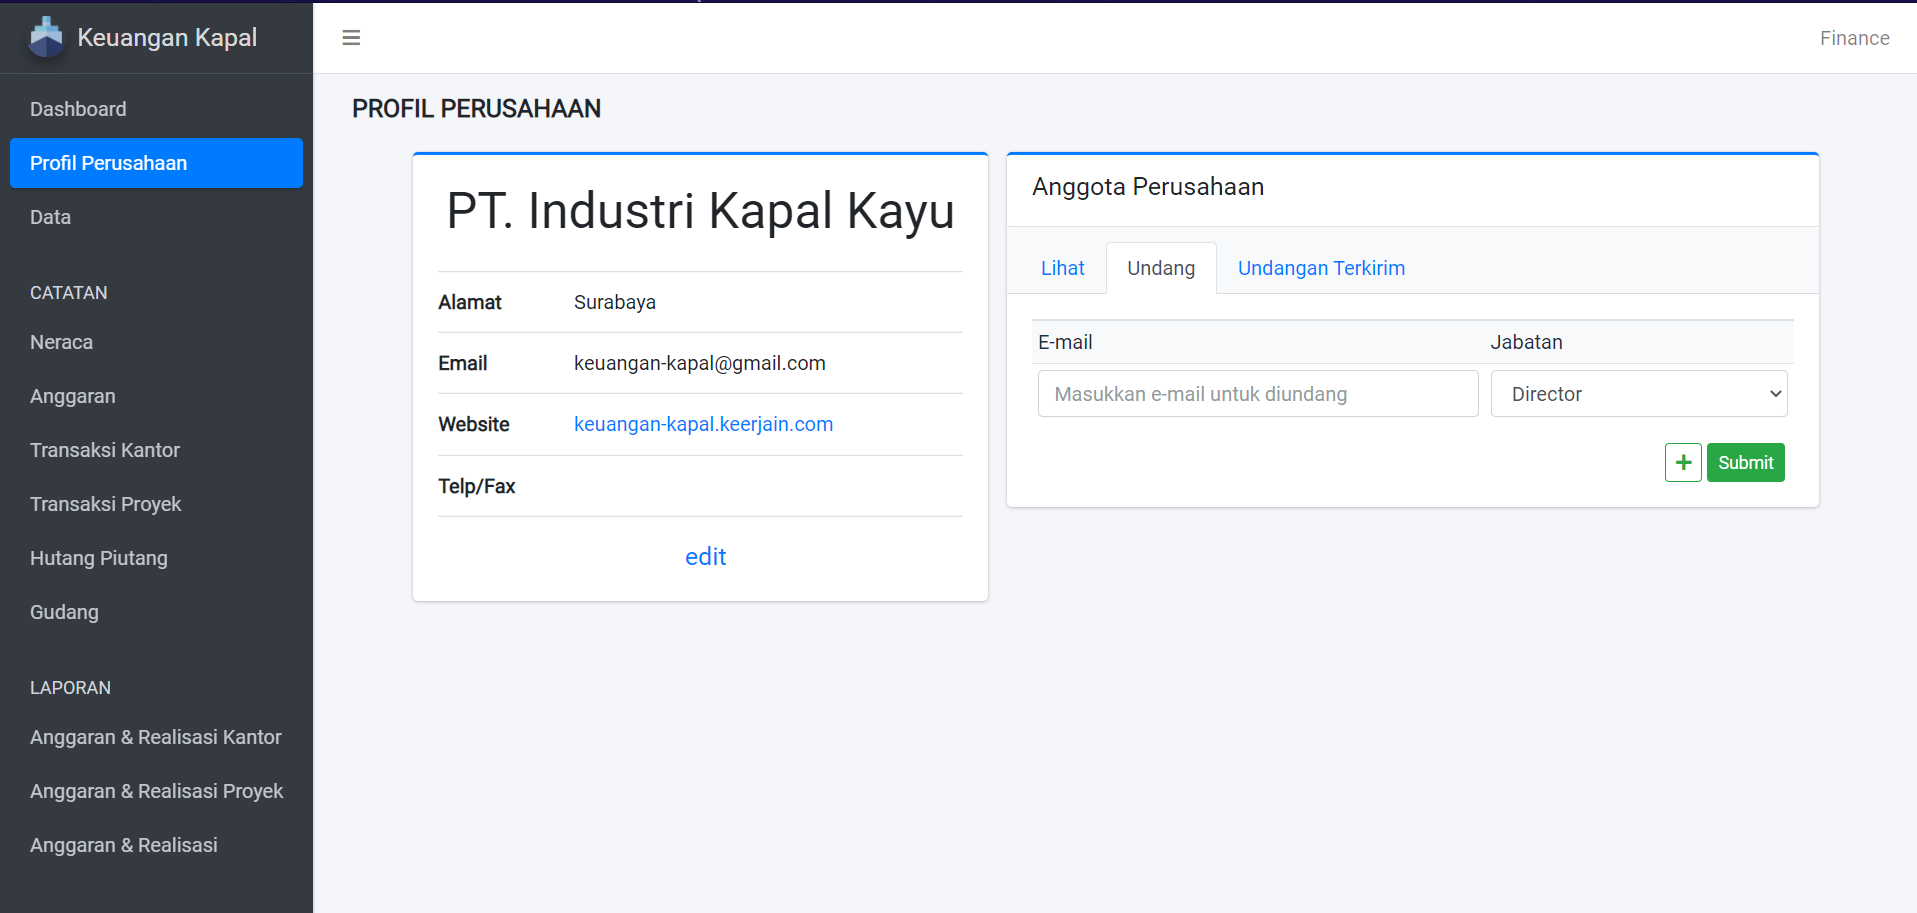 Keuangan Kapal
Finance
Dashboard
Profil Perusahaan
Data
CATATAN
Neraca
Anggaran
Transaksi Kantor
Transaksi Proyek
Hutang Piutang
Gudang
LAPORAN
Anggaran & Realisasi Kantor
Anggaran & Realisasi Proyek
Anggaran & Realisasi
PROFIL PERUSAHAAN
PT. Industri Kapal Kayu
Alamat Surabaya
Email keuangan-kapal@gmail.com
Website keuangan-kapal.keerjain.com
Telp/Fax
edit
Anggota Perusahaan
Lihat Undang Undangan Terkirim
E-mail Jabatan
Masukkan e-mail untuk diundang Director
+ Submit